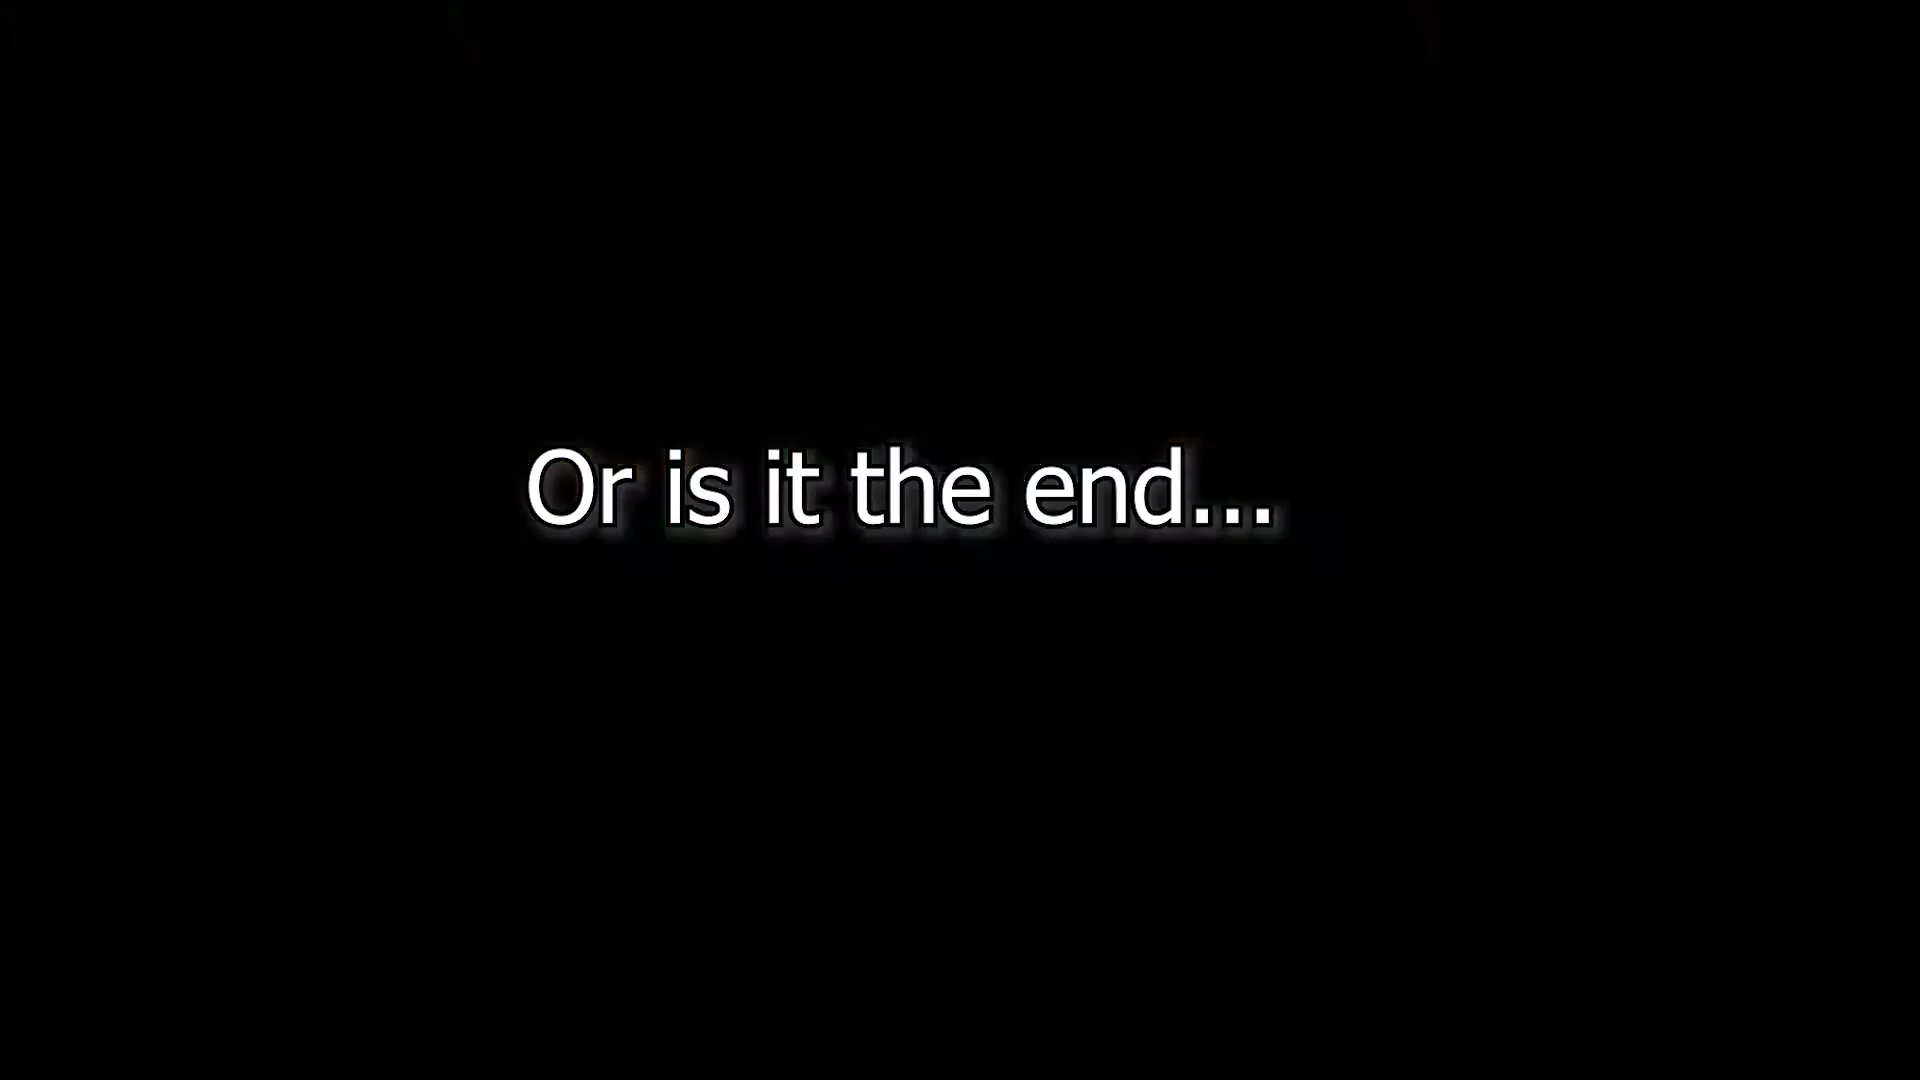 Or is it the end...